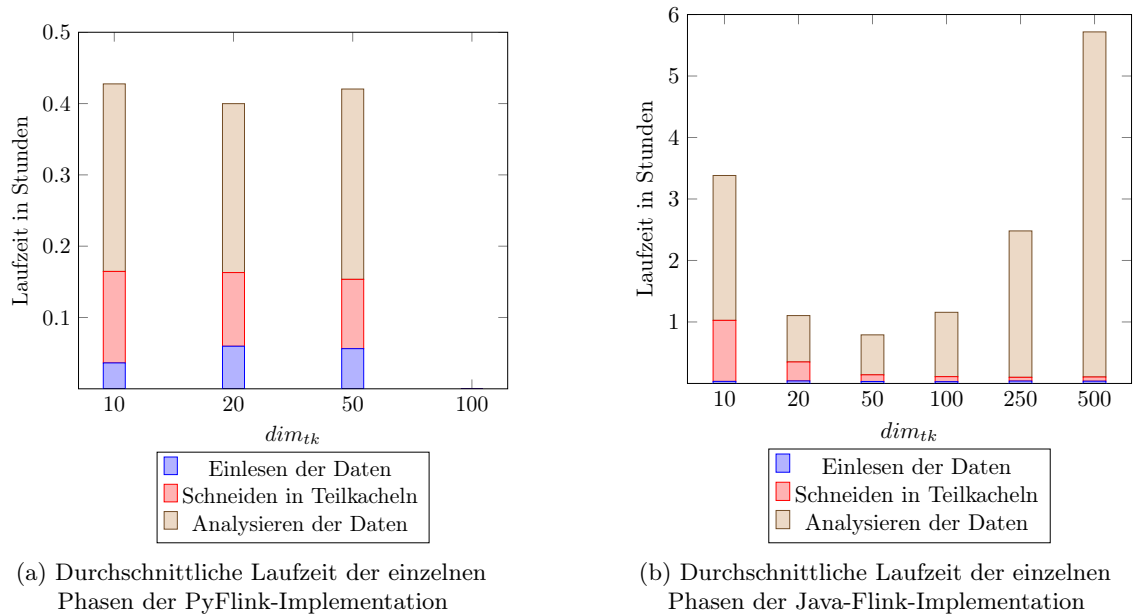 0.5
0.4
0.3
0.2
0.1
Laufzeit in Stunden
10 20 50 100
dim_tk
Einlesen der Daten
Schneiden in Teilkacheln
Analysieren der Daten
(a) Durchschnittliche Laufzeit der einzelnen
Phasen der PyFlink-Implementation
6
5
4
3
2
1
Laufzeit in Stunden
10 20 50 100 250 500
dim_tk
Einlesen der Daten
Schneiden in Teilkacheln
Analysieren der Daten
(b) Durchschnittliche Laufzeit der einzelnen
Phasen der Java-Flink-Implementation